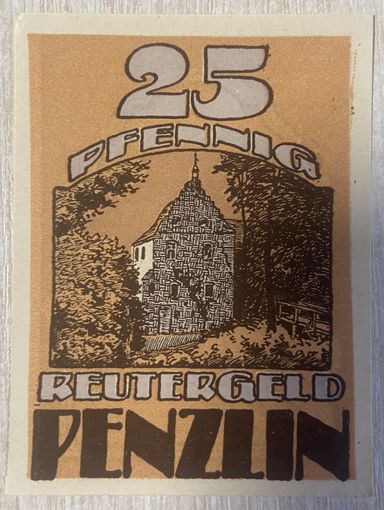 25
PFENNIG
REUTERGELD
PENZLIN